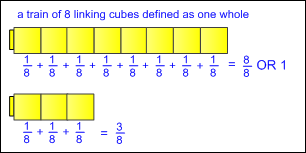 a train of 8 linking cubes defined as one whole
1/8 + 1/8 + 1/8 + 1/8 + 1/8 + 1/8 + 1/8 + 1/8 = 8/8 OR 1
1/8 + 1/8 + 1/8 = 3/8